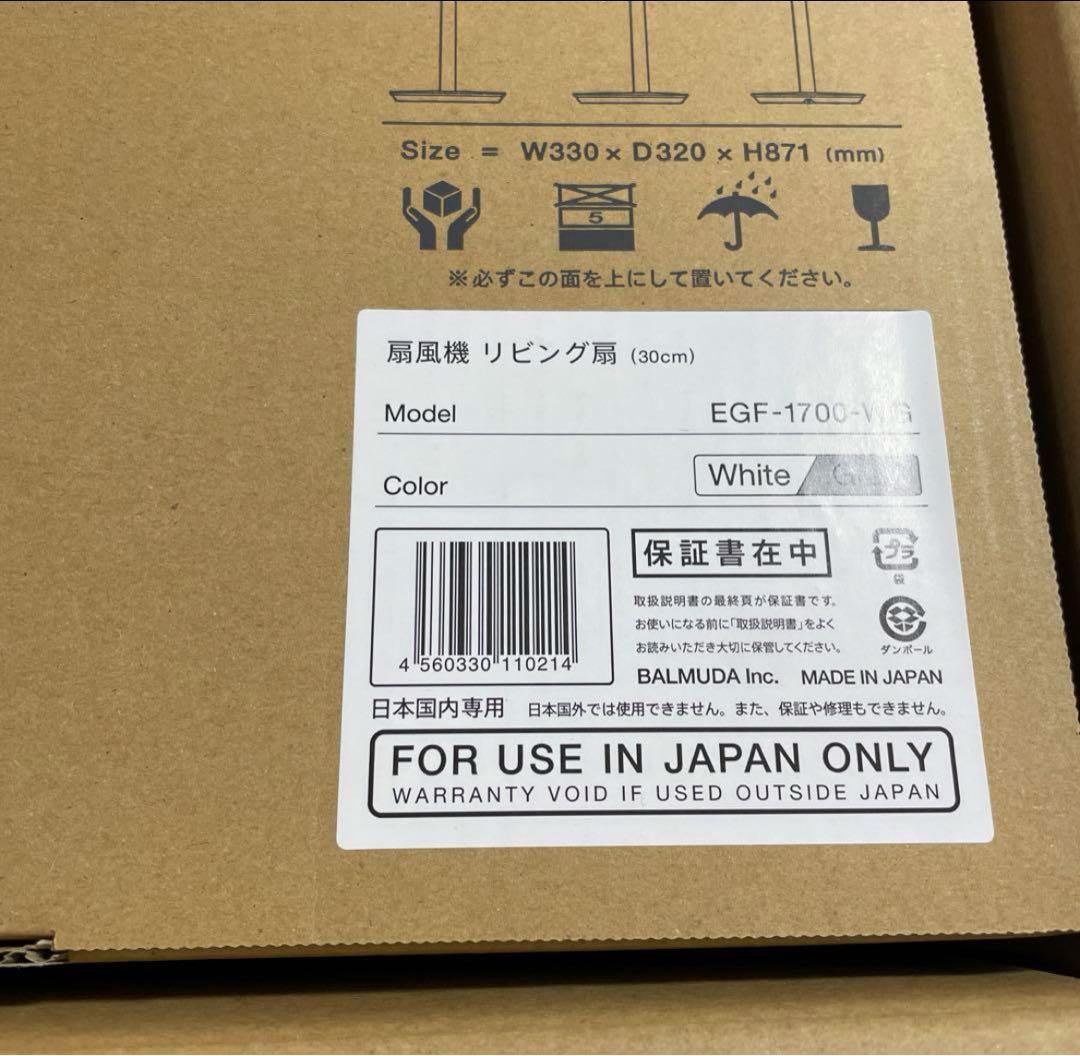 Size = W330 × D320 × H871 (mm)
5
※必ずこの面を上にして置いてください。
扇風機 リビング扇 (30cm)
Model EGF-1700-WG
Color White
保証書在中
プラ
袋
取扱説明書の最終頁が保証書です。
お使いになる前に「取扱説明書」をよく
お読みいただき大切に保管してください。
ダンボール
4 560330 110214
BALMUDA Inc. MADE IN JAPAN
日本国内専用 日本国外では使用できません。また、保証や修理もできません。
FOR USE IN JAPAN ONLY
WARRANTY VOID IF USED OUTSIDE JAPAN